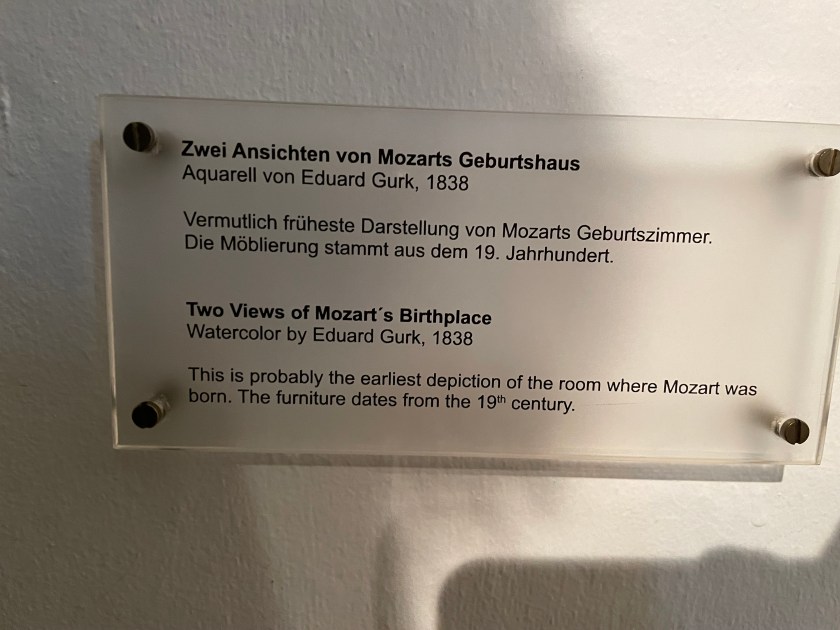 Zwei Ansichten von Mozarts Geburtshaus
Aquarell von Eduard Gurk, 1838
Vermutlich früheste Darstellung von Mozarts Geburtszimmer.
Die Möblierung stammt aus dem 19. Jahrhundert.
Two Views of Mozart´s Birthplace
Watercolor by Eduard Gurk, 1838
This is probably the earliest depiction of the room where Mozart was
born. The furniture dates from the 19th century.